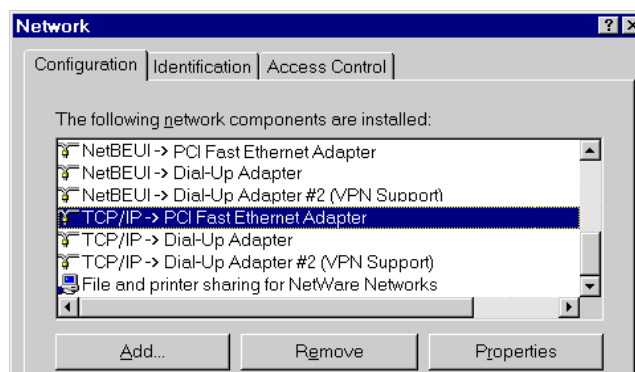 Network
Configuration Identification Access Control
The following network components are installed:
NetBEUI -> PCI Fast Ethernet Adapter
NetBEUI -> Dial-Up Adapter
NetBEUI -> Dial-Up Adapter #2 (VPN Support)
TCP/IP -> PCI Fast Ethernet Adapter
TCP/IP -> Dial-Up Adapter
TCP/IP -> Dial-Up Adapter #2 (VPN Support)
File and printer sharing for NetWare Networks
Add... Remove Properties